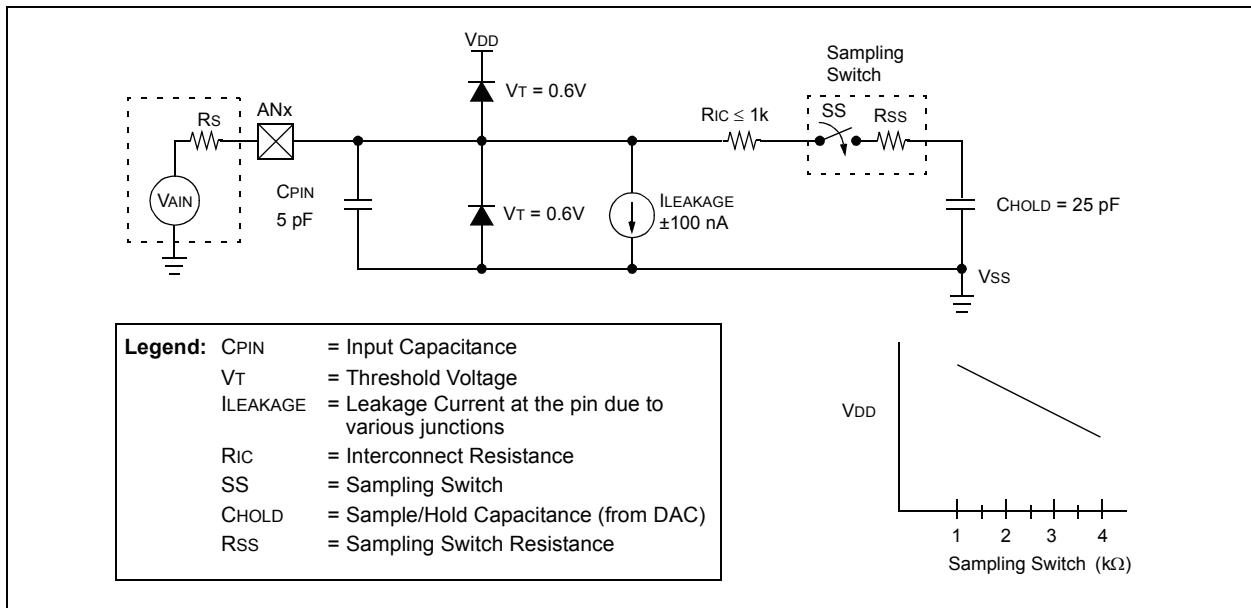 VDD
Sampling
Switch
VT = 0.6V
ANx
RS
RIC ≤ 1k
SS
RSS
VAIN
CPIN
5 pF
VT = 0.6V
ILEAKAGE
±100 nA
CHOLD = 25 pF
VSS
Legend: CPIN = Input Capacitance
VT = Threshold Voltage
ILEAKAGE = Leakage Current at the pin due to
various junctions
RIC = Interconnect Resistance
SS = Sampling Switch
CHOLD = Sample/Hold Capacitance (from DAC)
RSS = Sampling Switch Resistance
VDD
1 2 3 4
Sampling Switch (kΩ)